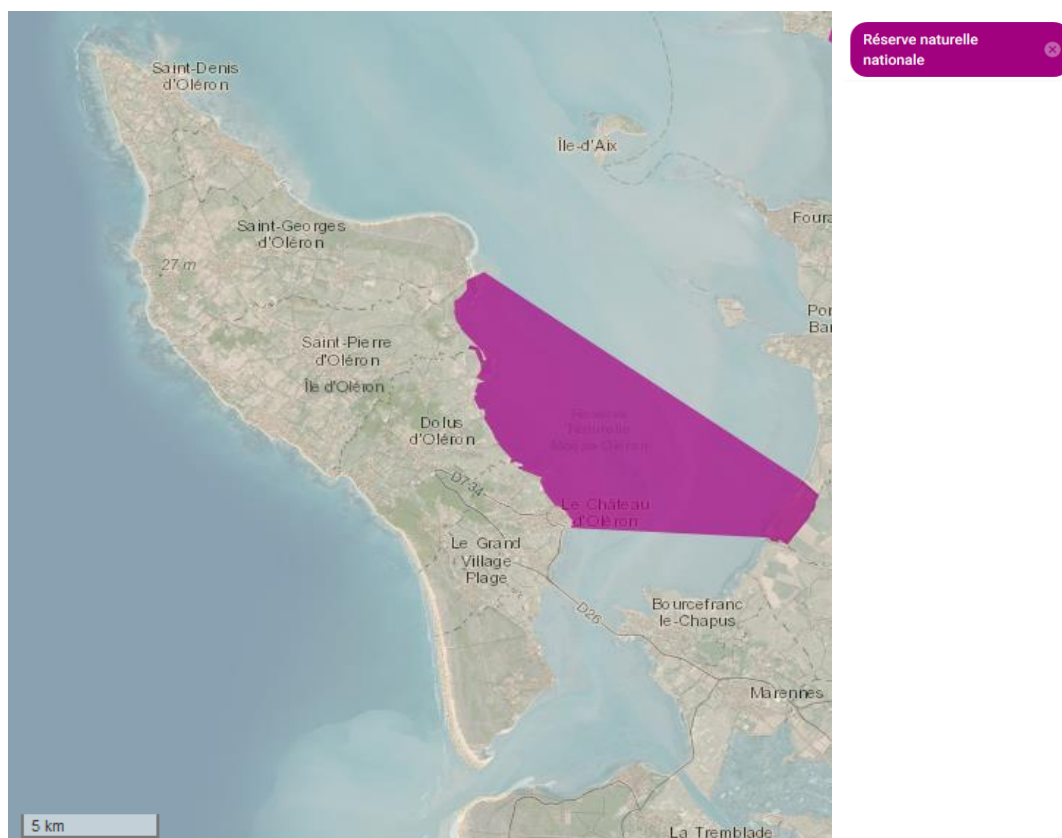 Saint-Denis
d'Oléron
Réserve naturelle
nationale
Île-d'Aix
Saint-Georges
d'Oléron
Foura
27 m
Por
Bar
Saint-Pierre
d'Oléron
Île d'Oléron
Dolus
d'Oléron
D734
Le Château
d'Oléron
Le Grand
Village
Plage
D26
Bourcefranc
le-Chapus
Marennes
5 km
La Tremblade